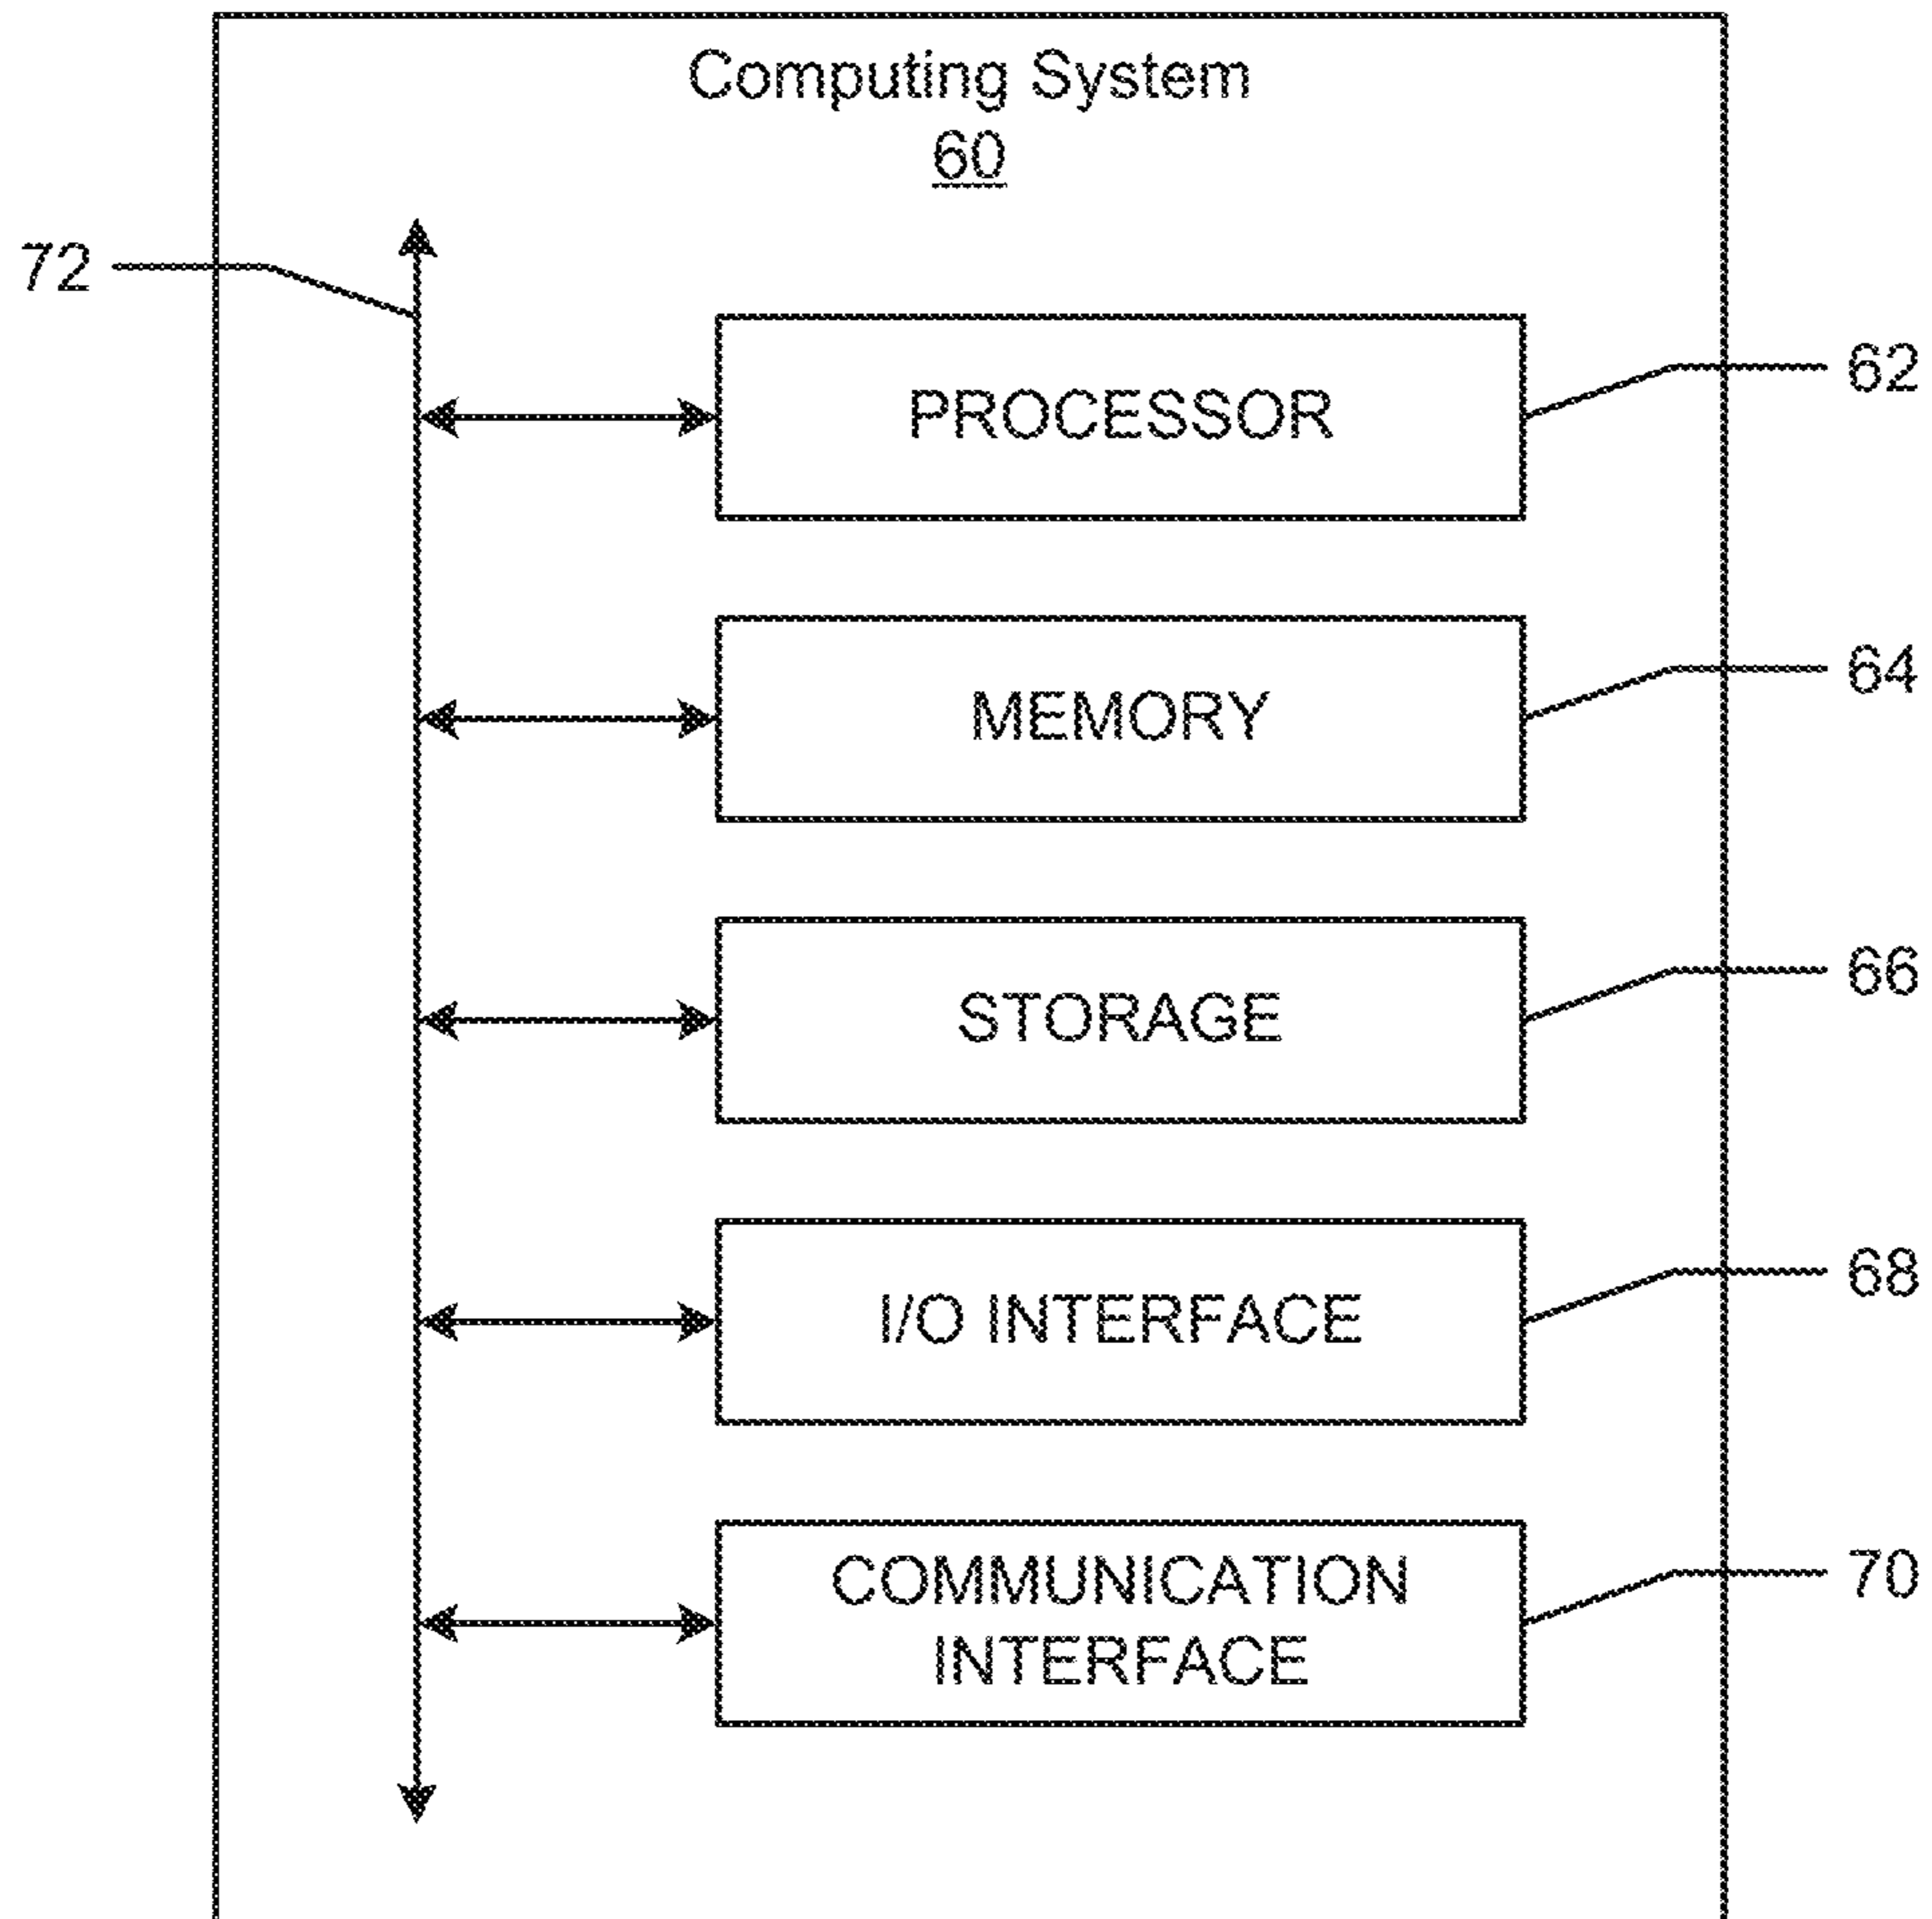 Computing System
60
72
PROCESSOR
62
MEMORY
64
STORAGE
66
I/O INTERFACE
68
COMMUNICATION
INTERFACE
70